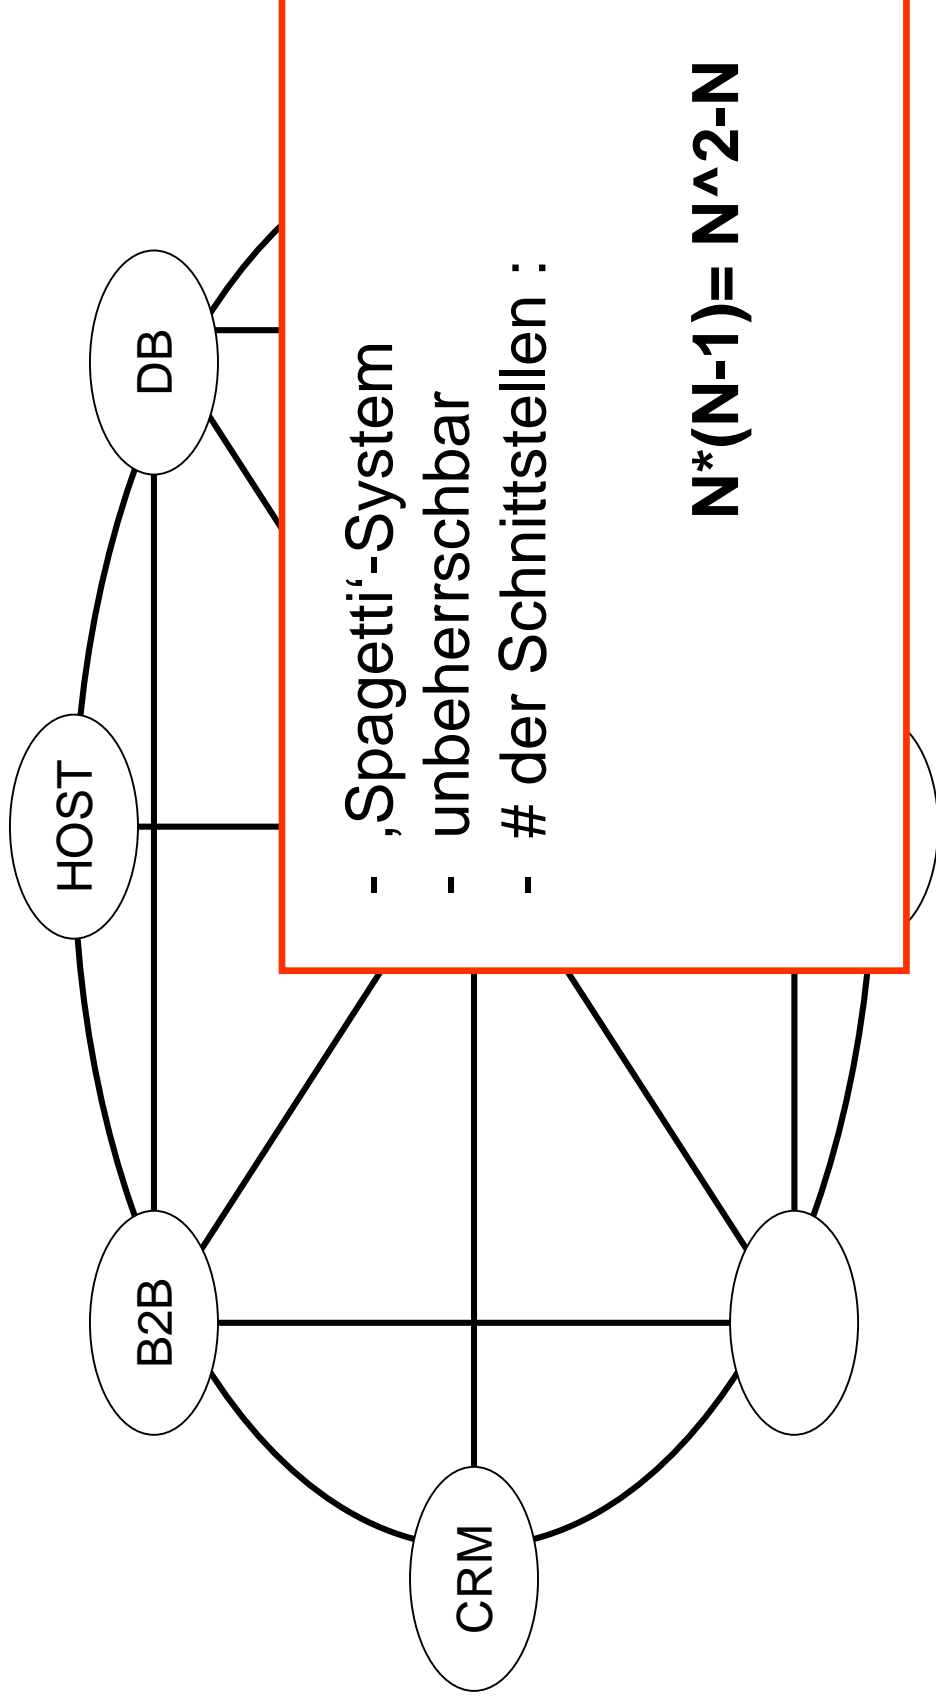 HOST
DB
B2B
CRM
- ‚Spagetti‘-System
- unbeherrschbar
- # der Schnittstellen :
N*(N-1)= N^2-N